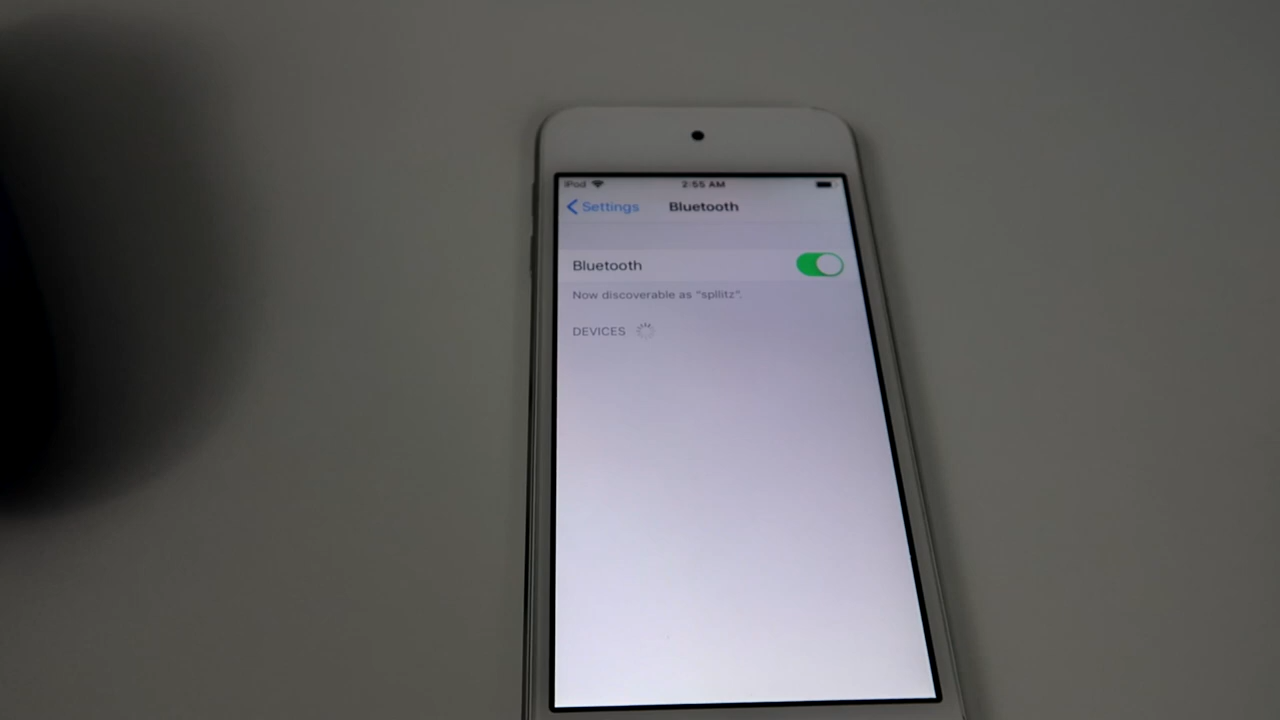 iPod 2:55 AM
Settings Bluetooth
Bluetooth
Now discoverable as "spllitz".
DEVICES